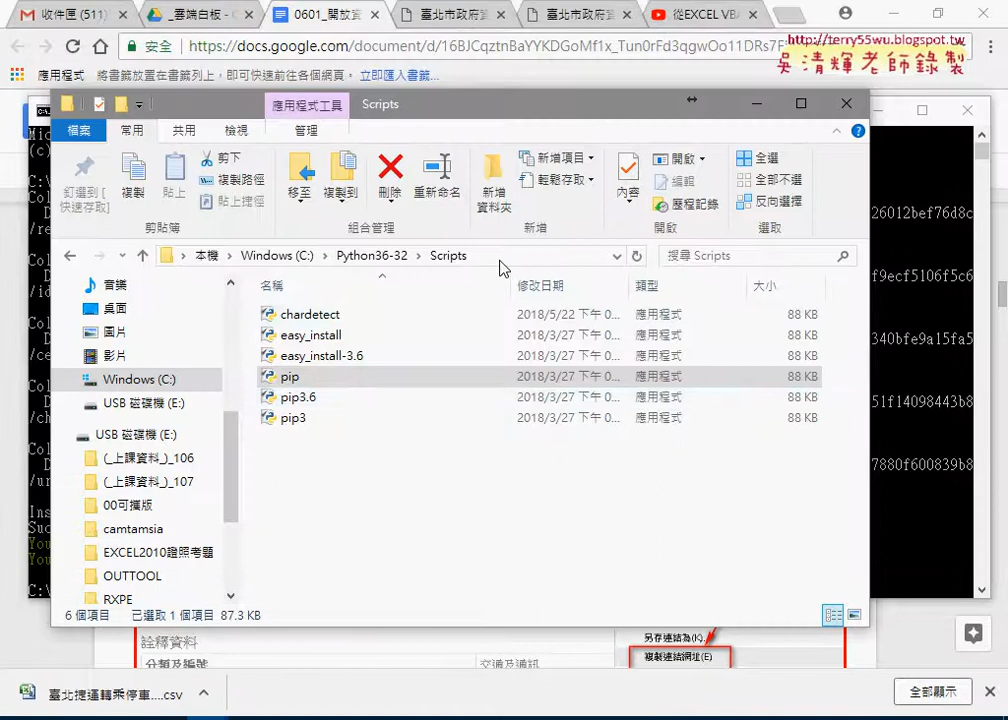 收件匣 (511)
_雲端白板 - G
0601_開放資
臺北市政府資
臺北市政府資
從EXCEL VBA
安全
https://docs.google.com/document/d/16BJCqztnBaYYKDGoMf1x_Tun0rFd3qgwOo11DRs7F
http://terry55wu.blogspot.tw
吳清輝老師錄製
應用程式
將書籤放置在書籤列上，即可快速前往各個網頁。
立即匯入書籤...
應用程式工具
Scripts
檔案
常用
共用
檢視
管理
釘選到 [
快速存取]
複製
貼上
剪下
複製路徑
貼上捷徑
剪貼簿
移至
複製到
刪除
重新命名
組合管理
新增
資料夾
新增項目
輕鬆存取
新增
內容
開啟
編輯
歷程記錄
開啟
全選
全部不選
反向選擇
選取
本機 › Windows (C:) › Python36-32 › Scripts
搜尋 Scripts
名稱
修改日期
類型
大小
chardetect 2018/5/22 下午 0... 應用程式 88 KB
easy_install 2018/3/27 下午 0... 應用程式 88 KB
easy_install-3.6 2018/3/27 下午 0... 應用程式 88 KB
pip 2018/3/27 下午 0... 應用程式 88 KB
pip3.6 2018/3/27 下午 0... 應用程式 88 KB
pip3 2018/3/27 下午 0... 應用程式 88 KB
音樂
桌面
圖片
影片
Windows (C:)
USB 磁碟機 (E:)
USB 磁碟機 (E:)
(_上課資料_)_106
(_上課資料_)_107
00可攜版
camtamsia
EXCEL2010證照考題
OUTTOOL
RXPE
6 個項目
已選取 1 個項目 87.3 KB
26012bef76d8c
f9ecf5106f5c6
340bfe9a15fa5
51f14098443b8
7880f600839b8
詮釋資料
分類及編號
交通及通訊
另存連結為(K)...
複製連結網址(E)
臺北捷運轉乘停車....csv
全部顯示